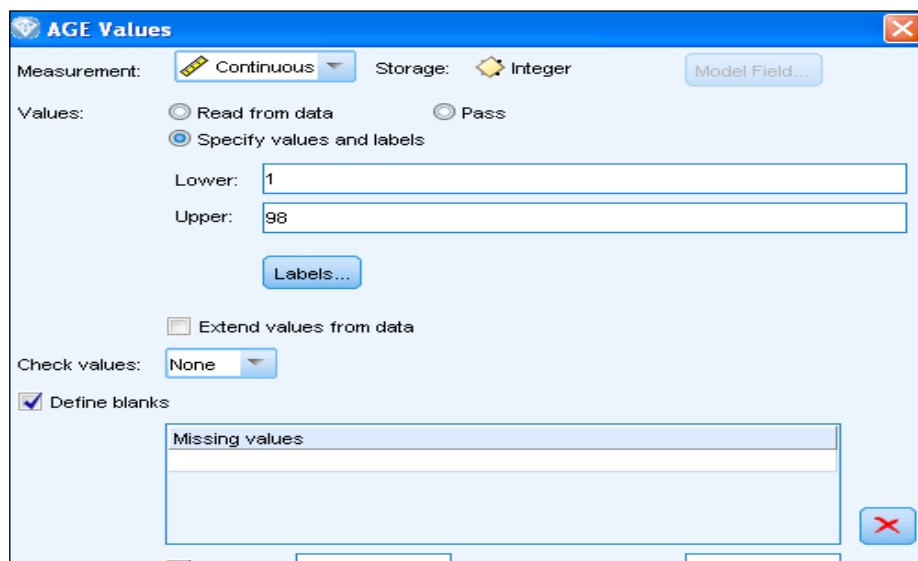 AGE Values
Measurement: Continuous Storage: Integer Model Field...
Values: Read from data Pass
Specify values and labels
Lower: 1
Upper: 98
Labels...
Extend values from data
Check values: None
Define blanks
Missing values